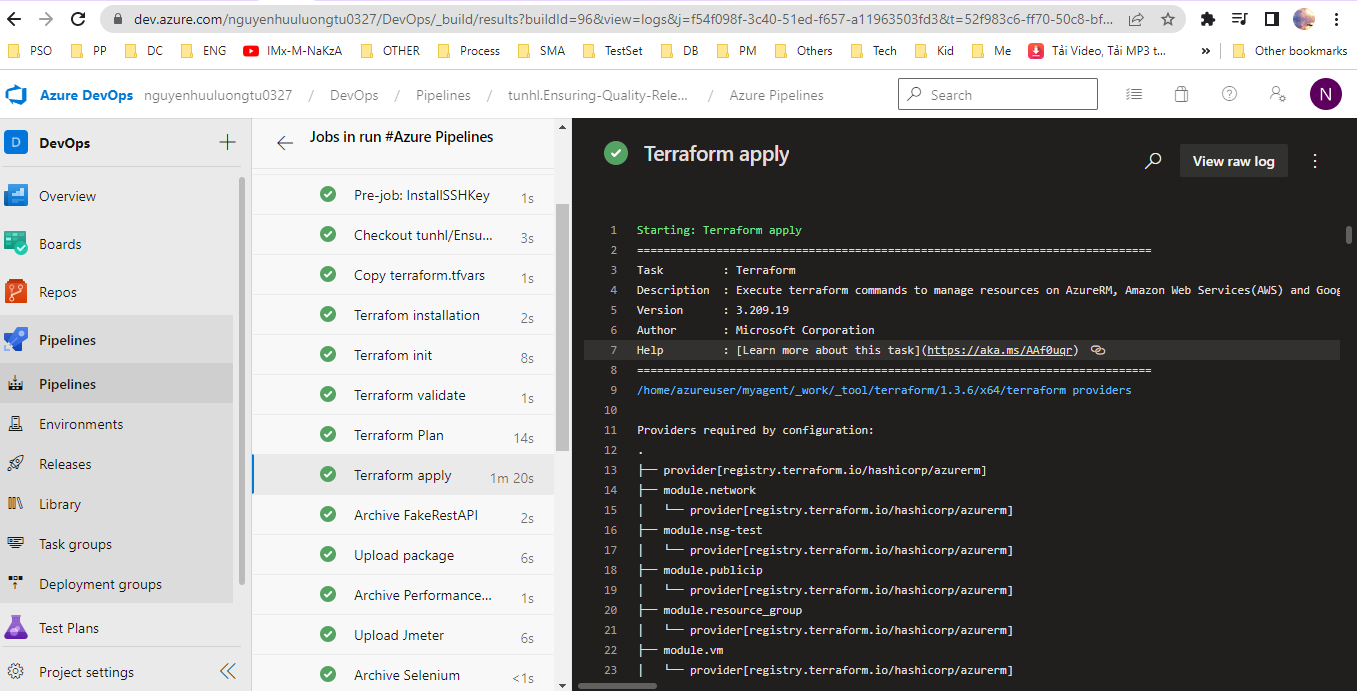 dev.azure.com/nguyenhuuluongtu0327/DevOps/_build/results?buildId=96&view=logs&j=f54f098f-3c40-51ed-f657-a11963503fd3&t=52f983c6-ff70-50c8-bf...
PSO PP DC ENG IMx-M-NaKzA OTHER Process SMA TestSet DB PM Others Tech Kid Me Tải Video, Tải MP3 t... » Other bookmarks
Azure DevOps nguyenhuuluongtu0327 / DevOps / Pipelines / tunhl.Ensuring-Quality-Rele... / Azure Pipelines Search N
D DevOps
Overview
Boards
Repos
Pipelines
Pipelines
Environments
Releases
Library
Task groups
Deployment groups
Test Plans
Project settings
Jobs in run #Azure Pipelines
Pre-job: InstallSSHKey 1s
Checkout tunhl/Ensu... 3s
Copy terraform.tfvars 1s
Terrafom installation 2s
Terrafom init 8s
Terraform validate 1s
Terraform Plan 14s
Terraform apply 1m 20s
Archive FakeRestAPI 2s
Upload package 6s
Archive Performance... 1s
Upload Jmeter 6s
Archive Selenium <1s
Terraform apply
View raw log
1 Starting: Terraform apply
2 ==============================================================================
3 Task : Terraform
4 Description : Execute terraform commands to manage resources on AzureRM, Amazon Web Services(AWS) and Goog
5 Version : 3.209.19
6 Author : Microsoft Corporation
7 Help : [Learn more about this task](https://aka.ms/AAf0uqr)
8 ==============================================================================
9 /home/azureuser/myagent/_work/_tool/terraform/1.3.6/x64/terraform providers
10
11 Providers required by configuration:
12 .
13 ├── provider[registry.terraform.io/hashicorp/azurerm]
14 ├── module.network
15 │   └── provider[registry.terraform.io/hashicorp/azurerm]
16 ├── module.nsg-test
17 │   └── provider[registry.terraform.io/hashicorp/azurerm]
18 ├── module.publicip
19 │   └── provider[registry.terraform.io/hashicorp/azurerm]
20 ├── module.resource_group
21 │   └── provider[registry.terraform.io/hashicorp/azurerm]
22 ├── module.vm
23 │   └── provider[registry.terraform.io/hashicorp/azurerm]